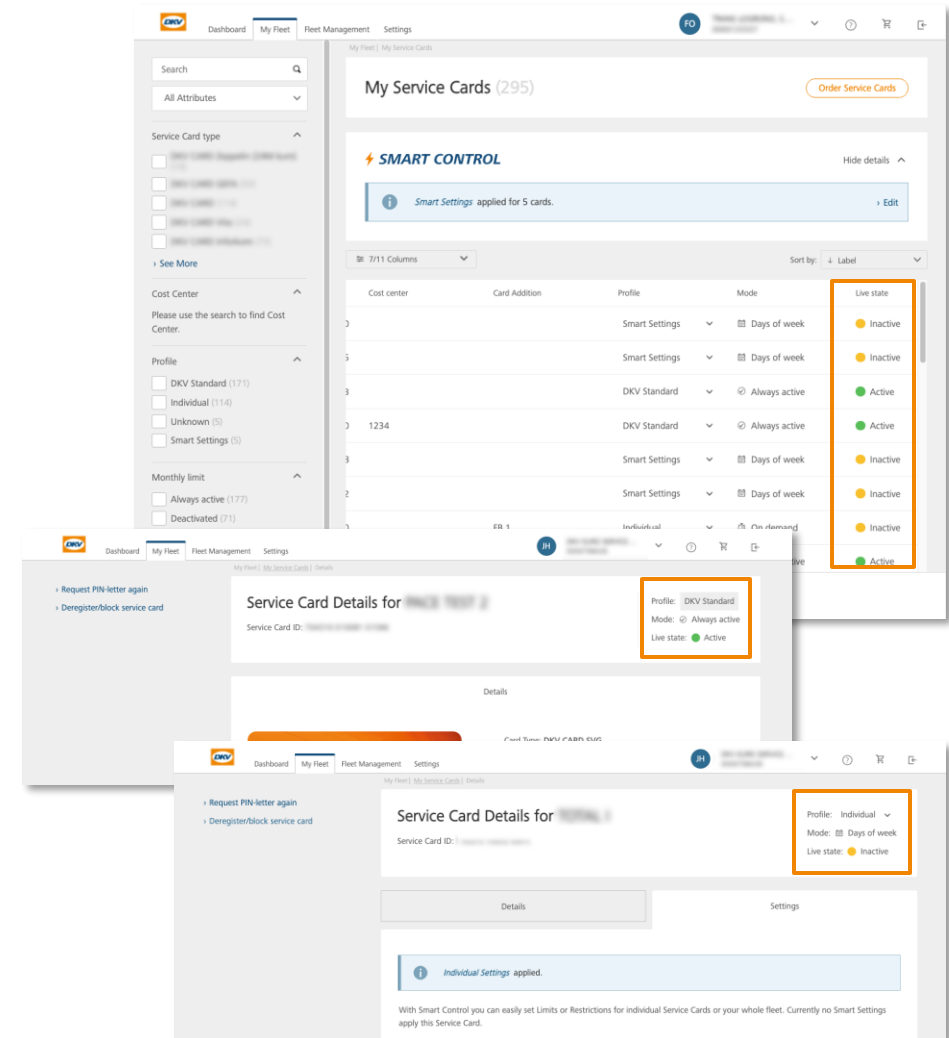 DKV
Dashboard My Fleet Fleet Management Settings
FO
My Fleet | My Service Cards
Search
All Attributes
Service Card type
› See More
Cost Center
Please use the search to find Cost
Center.
Profile
DKV Standard (171)
Individual (114)
Unknown (5)
Smart Settings (5)
Monthly limit
Always active (177)
Deactivated (71)
My Service Cards (295)
Order Service Cards
SMART CONTROL
Hide details
Smart Settings applied for 5 cards.
› Edit
7/11 Columns
Sort by: ↓ Label
Cost center Card Addition Profile Mode Live state
Smart Settings Days of week Inactive
Smart Settings Days of week Inactive
DKV Standard Always active Active
1234 DKV Standard Always active Active
Smart Settings Days of week Inactive
Smart Settings Days of week Inactive
FB 1 Individual On demand Inactive
Active
DKV
Dashboard My Fleet Fleet Management Settings
JH
My Fleet | My Service Cards | Details
› Request PIN-letter again
› Deregister/block service card
Service Card Details for
Service Card ID:
Profile: DKV Standard
Mode: Always active
Live state: Active
Details
Card Type: DKV CARD SVG
DKV
Dashboard My Fleet Fleet Management Settings
JH
My Fleet | My Service Cards | Details
› Request PIN-letter again
› Deregister/block service card
Service Card Details for
Service Card ID:
Profile: Individual
Mode: Days of week
Live state: Inactive
Details
Settings
Individual Settings applied.
With Smart Control you can easily set Limits or Restrictions for individual Service Cards or your whole fleet. Currently no Smart Settings
apply this Service Card.